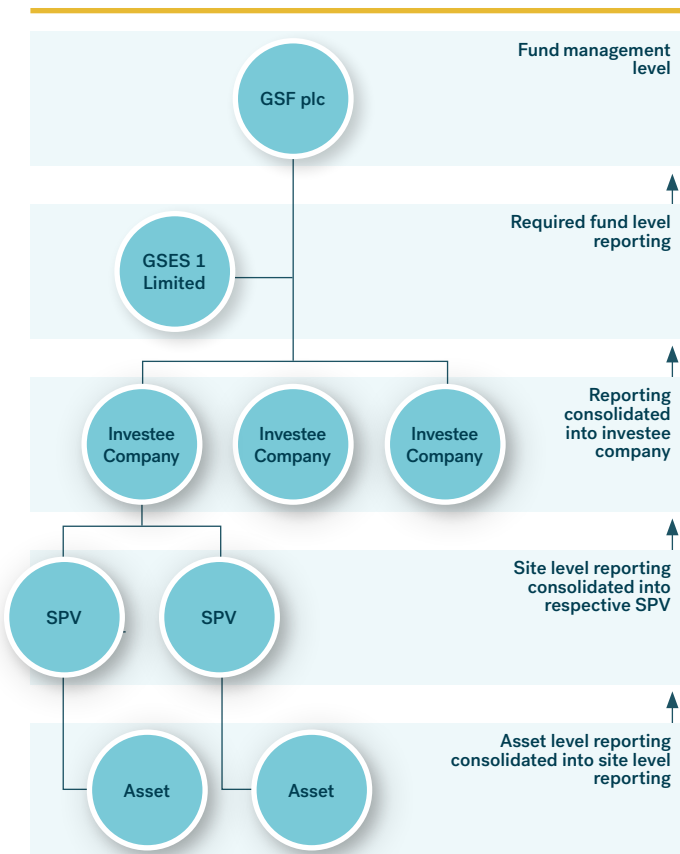 Fund management
level
GSF plc
Required fund level
reporting
GSES 1
Limited
Reporting
consolidated
into investee
company
Investee
Company
Investee
Company
Investee
Company
Site level reporting
consolidated into
respective SPV
SPV
SPV
Asset level reporting
consolidated into site level
reporting
Asset
Asset